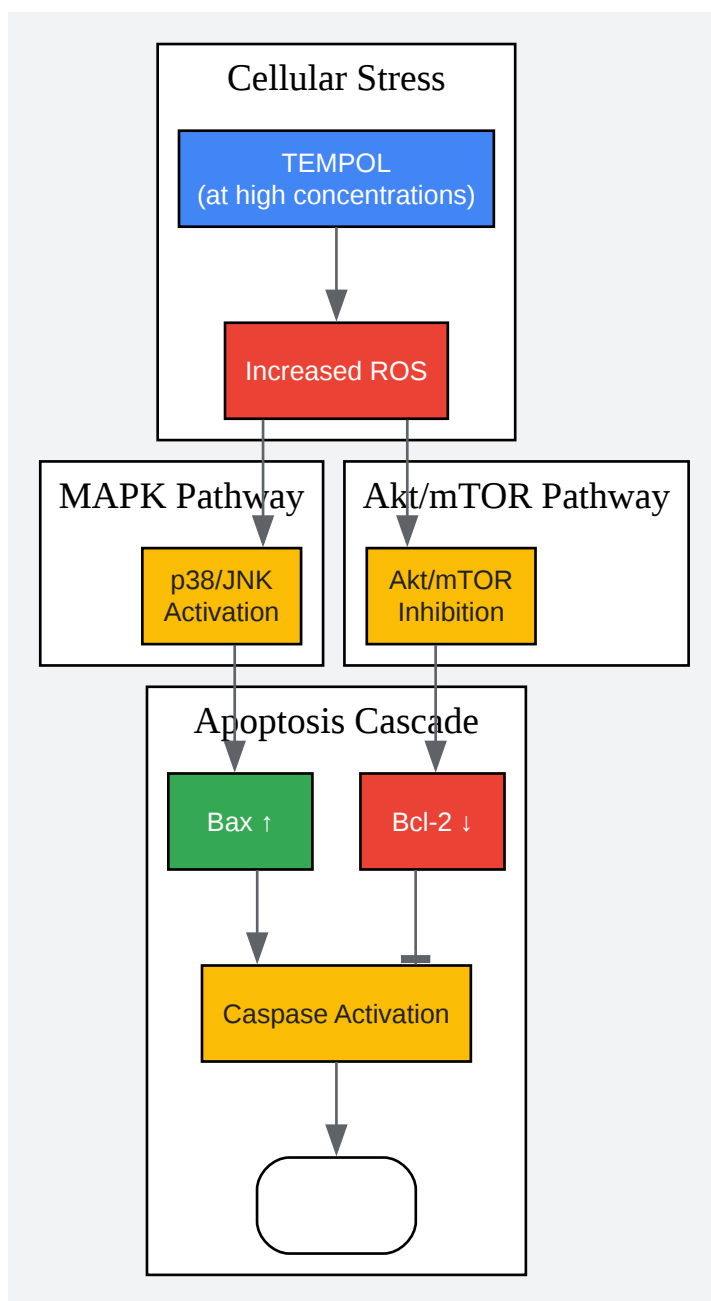 Cellular Stress
TEMPOL
(at high concentrations)
Increased ROS
MAPK Pathway
Akt/mTOR Pathway
p38/JNK
Activation
Akt/mTOR
Inhibition
Apoptosis Cascade
Bax ↑
Bcl-2 ↓
Caspase Activation